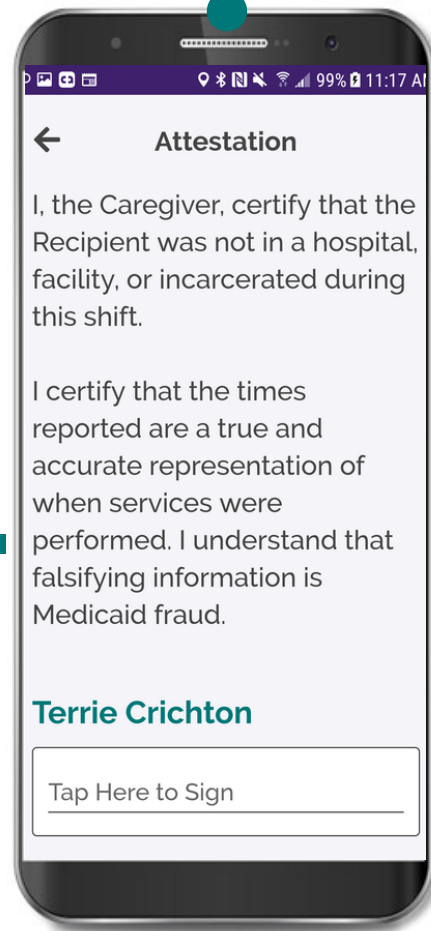 99% 11:17 A
Attestation
I, the Caregiver, certify that the
Recipient was not in a hospital,
facility, or incarcerated during
this shift.
I certify that the times
reported are a true and
accurate representation of
when services were
performed. I understand that
falsifying information is
Medicaid fraud.
Terrie Crichton
Tap Here to Sign